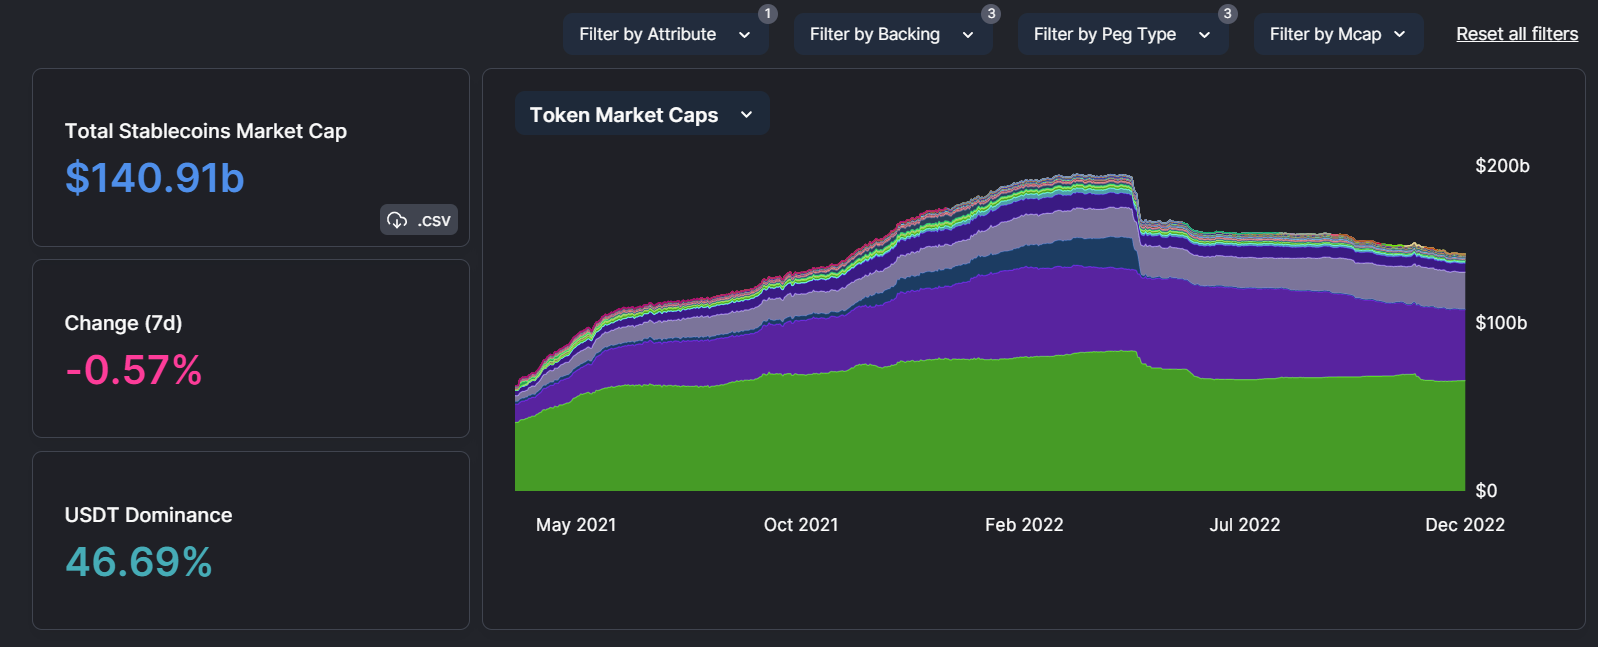 1
3
3
Filter by Attribute
Filter by Backing
Filter by Peg Type
Filter by Mcap
Reset all filters
Total Stablecoins Market Cap
$140.91b
.csv
Change (7d)
-0.57%
USDT Dominance
46.69%
Token Market Caps
$200b
$100b
$0
May 2021
Oct 2021
Feb 2022
Jul 2022
Dec 2022